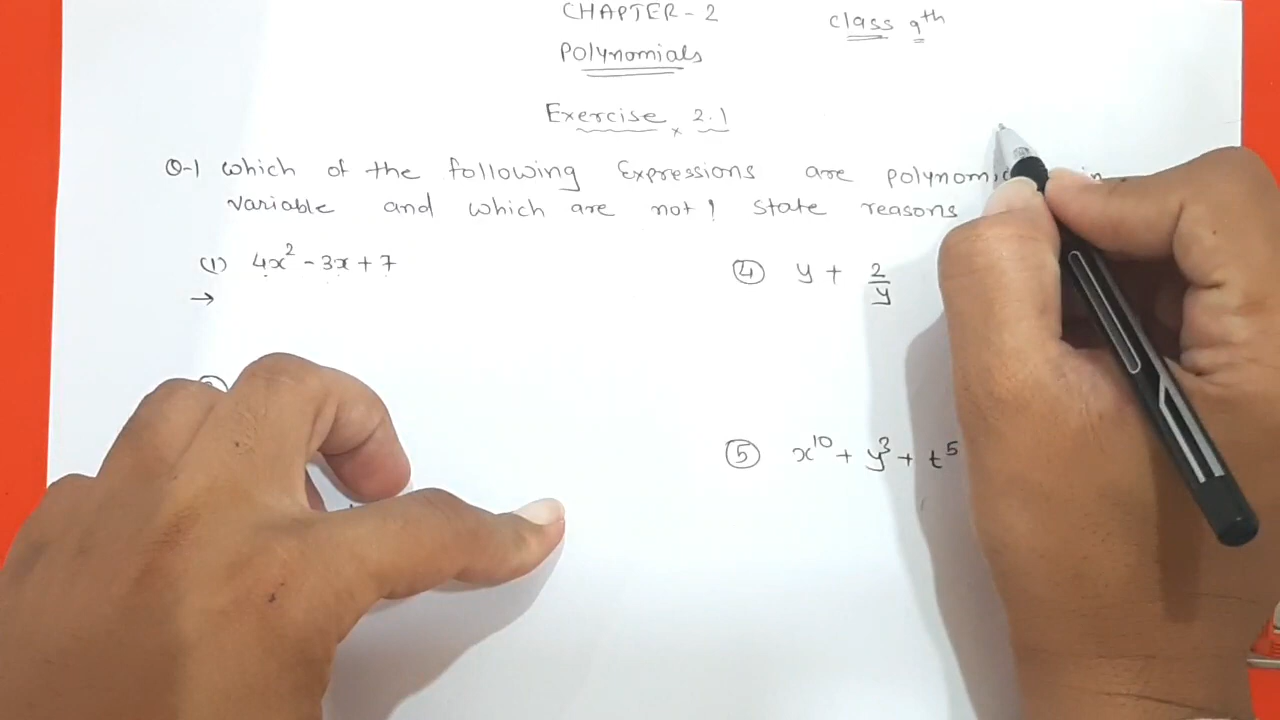 CHAPTER - 2
class 9th
Polynomials
Exercise 2.1
Q-1 which of the following Expressions are in
variable and which are not ! State reasons
(1) 4x² - 3x + 7
④ y + 2/y
→
⑤ x¹⁰ + y³ + t⁵